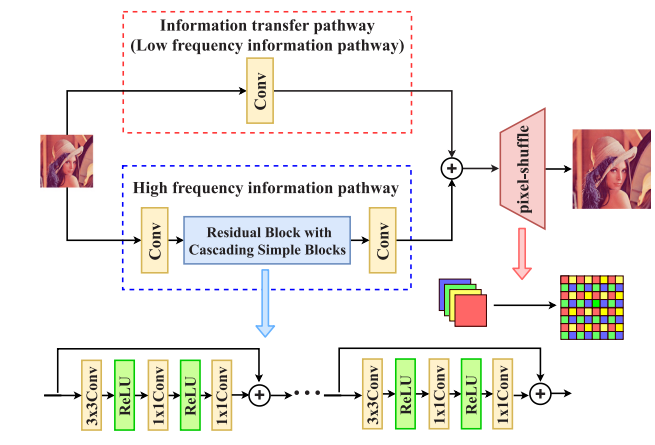 Information transfer pathway
(Low frequency information pathway)
Conv
High frequency information pathway
Conv
Residual Block with
Cascading Simple Blocks
Conv
pixel-shuffle
3x3Conv
ReLU
1x1Conv
ReLU
1x1Conv
3x3Conv
ReLU
1x1Conv
ReLU
1x1Conv